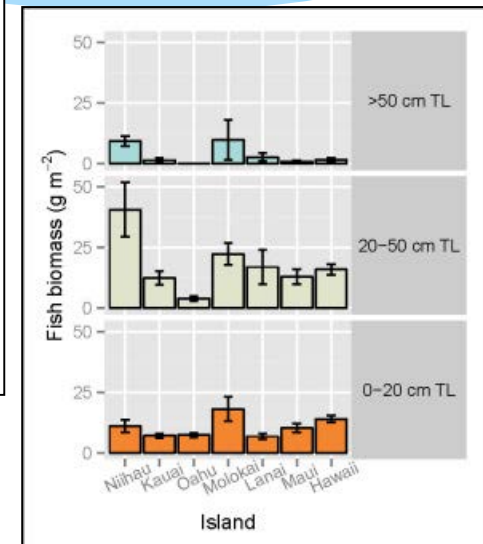 50
25
0
>50 cm TL
50
25
0
20–50 cm TL
50
25
0
0–20 cm TL
Fish biomass (g m⁻²)
Niihau
Kauai
Oahu
Molokai
Lanai
Maui
Hawaii
Island